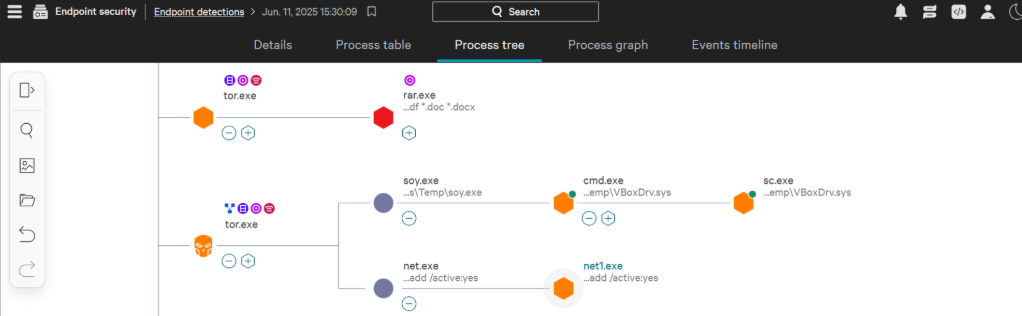 Endpoint security Endpoint detections > Jun. 11, 2025 15:30:09 Search
Details Process table Process tree Process graph Events timeline
tor.exe
rar.exe
...df *.doc *.docx
tor.exe
soy.exe
...s\Temp\soy.exe
cmd.exe
...emp\VBoxDrv.sys
sc.exe
...emp\VBoxDrv.sys
net.exe
...add /active:yes
net1.exe
...add /active:yes